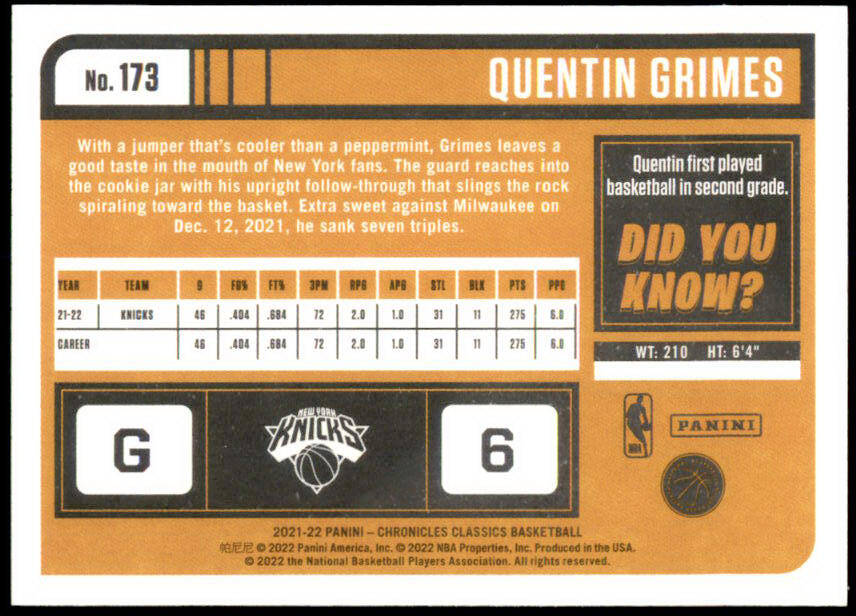 No. 173
QUENTIN GRIMES
With a jumper that's cooler than a peppermint, Grimes leaves a
good taste in the mouth of New York fans. The guard reaches into
the cookie jar with his upright follow-through that slings the rock
spiraling toward the basket. Extra sweet against Milwaukee on
Dec. 12, 2021, he sank seven triples.
Quentin first played
basketball in second grade.
DID YOU
KNOW?
YEAR TEAM G FG% FT% 3PM RPG APG STL BLK PTS PPG
21-22 KNICKS 46 .404 .684 72 2.0 1.0 31 11 275 6.0
CAREER 46 .404 .684 72 2.0 1.0 31 11 275 6.0
WT: 210 HT: 6'4"
G
NEW YORK
KNICKS
6
NBA
PANINI
2021-22 PANINI – CHRONICLES CLASSICS BASKETBALL
帕尼尼 © 2022 Panini America, Inc. © 2022 NBA Properties, Inc. Produced in the USA.
© 2022 the National Basketball Players Association. All rights reserved.